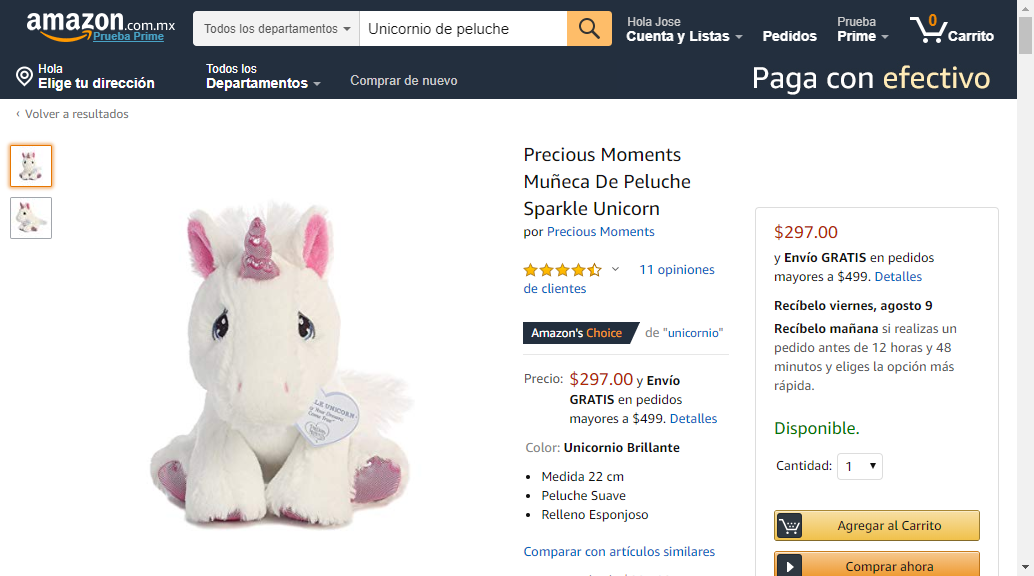 amazon.com.mx
Prueba Prime
Todos los departamentos
Unicornio de peluche
Hola Jose
Cuenta y Listas
Pedidos
Prueba
Prime
0
Carrito
Hola
Elige tu dirección
Todos los
Departamentos
Comprar de nuevo
Paga con efectivo
‹ Volver a resultados
Precious Moments
Muñeca De Peluche
Sparkle Unicorn
por Precious Moments
11 opiniones
de clientes
Amazon's Choice de "unicornio"
Precio: $297.00 y Envío
GRATIS en pedidos
mayores a $499. Detalles
Color: Unicornio Brillante
• Medida 22 cm
• Peluche Suave
• Relleno Esponjoso
Comparar con artículos similares
$297.00
y Envío GRATIS en pedidos
mayores a $499. Detalles
Recíbelo viernes, agosto 9
Recíbelo mañana si realizas un
pedido antes de 12 horas y 48
minutos y eliges la opción más
rápida.
Disponible.
Cantidad: 1
Agregar al Carrito
Comprar ahora
UNICORN